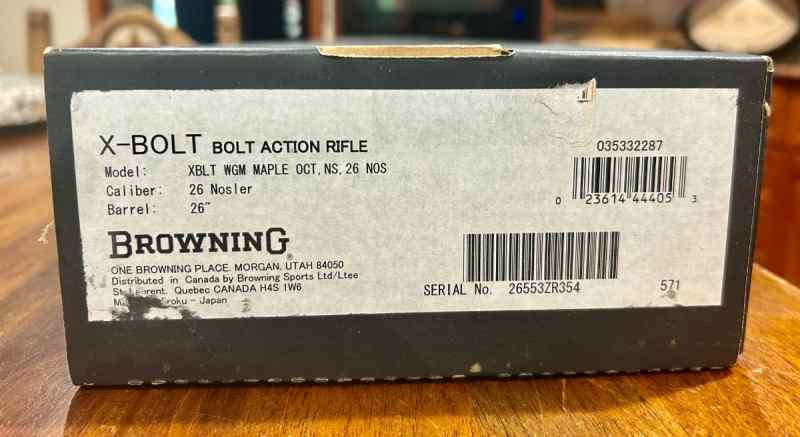 X-BOLT BOLT ACTION RIFLE
Model: XBLT WGM MAPLE OCT,NS,26 NOS
Caliber: 26 Nosler
Barrel: 26"
035332287
0 23614 44405 3
BROWNING®
ONE BROWNING PLACE. MORGAN. UTAH 84050
Distributed in Canada by Browning Sports Ltd/Ltee
Quebec CANADA H4S 1W6
- Japan
SERIAL No. 26553ZR354
571